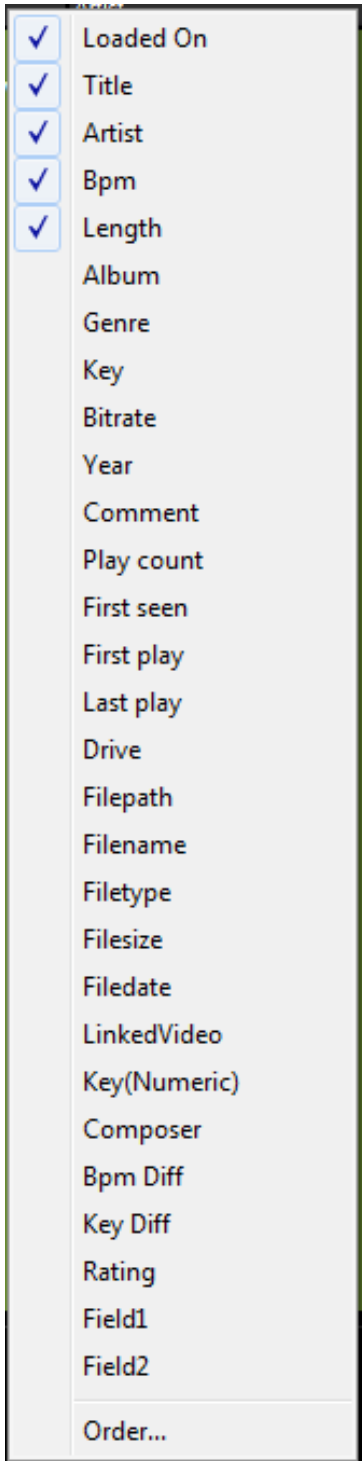 Loaded On
Title
Artist
Bpm
Length
Album
Genre
Key
Bitrate
Year
Comment
Play count
First seen
First play
Last play
Drive
Filepath
Filename
Filetype
Filesize
Filedate
LinkedVideo
Key(Numeric)
Composer
Bpm Diff
Key Diff
Rating
Field1
Field2
Order...